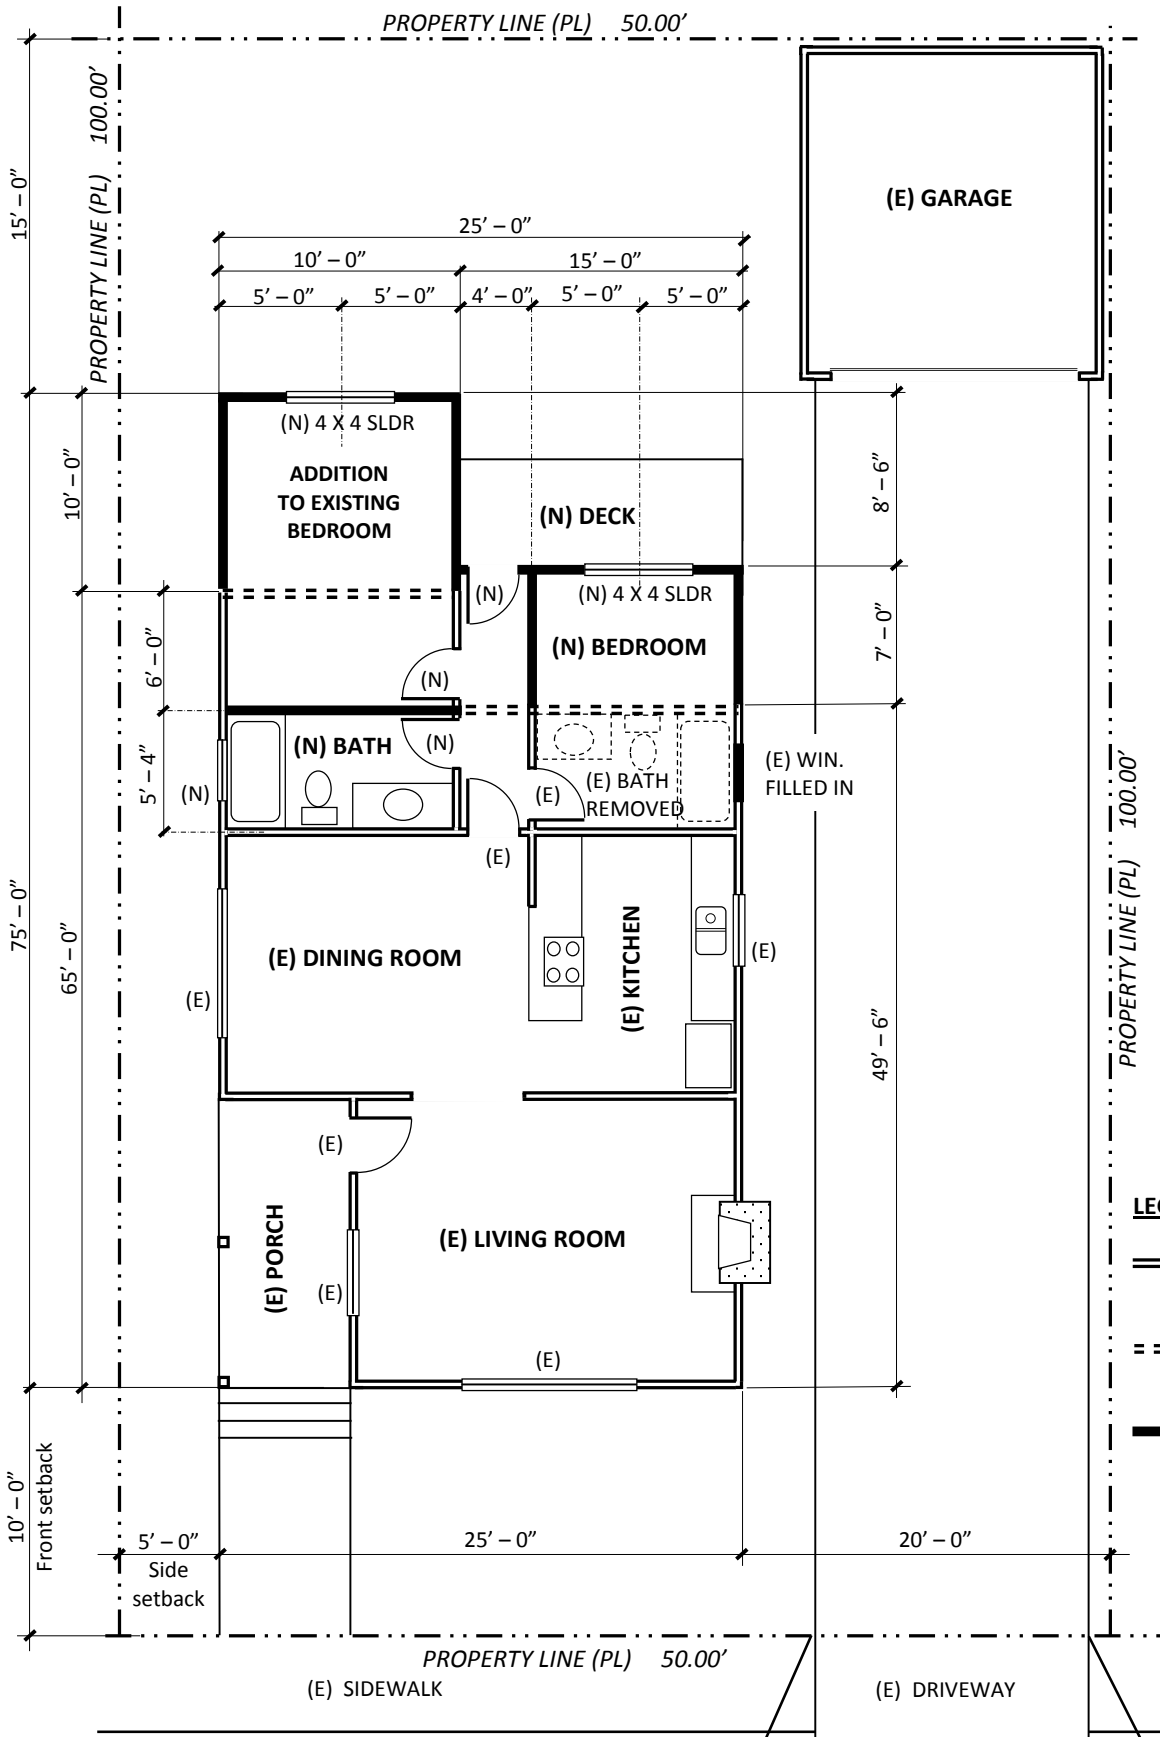 PROPERTY LINE (PL) 50.00’
PROPERTY LINE (PL) 100.00’
15’ – 0”
(E) GARAGE
25’ – 0”
10’ – 0”
15’ – 0”
5’ – 0”
5’ – 0”
4’ – 0”
5’ – 0”
5’ – 0”
(N) 4 X 4 SLDR
ADDITION
TO EXISTING
BEDROOM
10’ – 0”
8’ – 6”
(N) DECK
(N)
(N) 4 X 4 SLDR
(N) BEDROOM
7’ – 0”
6’ – 0”
(N)
(N) BATH
(N)
5’ – 4”
(N)
(E)
(E) BATH
REMOVED
(E) WIN.
FILLED IN
PROPERTY LINE (PL) 100.00’
(E)
75’ – 0”
65’ – 0”
(E) DINING ROOM
(E) KITCHEN
(E)
(E)
49’ – 6”
(E)
(E) PORCH
(E) LIVING ROOM
(E)
(E)
LEG
10’ – 0”
Front setback
5’ – 0”
Side
setback
25’ – 0”
20’ – 0”
PROPERTY LINE (PL) 50.00’
(E) SIDEWALK
(E) DRIVEWAY